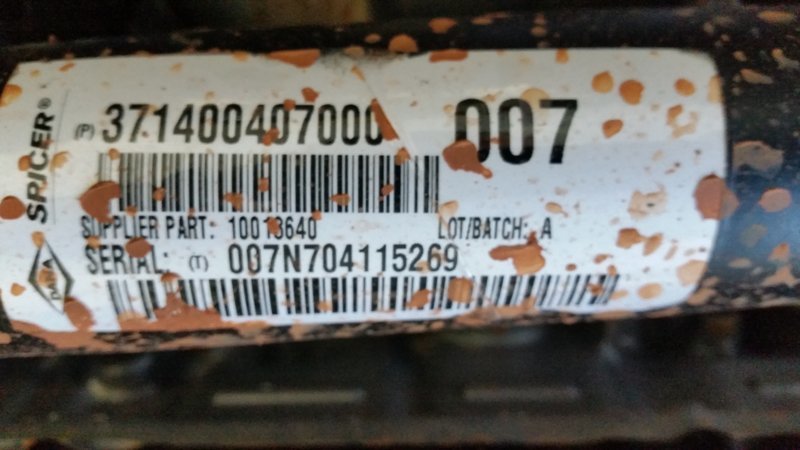 SPICER®
DANA
(P) 371400407000
007
SUPPLIER PART: 10013640 LOT/BATCH: A
SERIAL: (T) 007N704115269